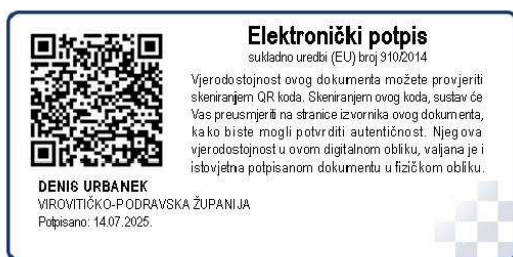 Elektronički potpis
sukladno uredbi (EU) broj 910/2014
Vjerodostojnost ovog dokumenta možete provjeriti
skeniranjem QR koda. Skeniranjem ovog koda, sustav će
Vas preusmjeriti na stranice izvornika ovog dokumenta,
kako biste mogli potvrditi autentičnost. Njegova
vjerodostojnost u ovom digitalnom obliku, valjana je i
istovjetna potpisanom dokumentu u fizičkom obliku.
DENIS URBANEK
VIROVITIČKO-PODRAVSKA ŽUPANIJA
Potpisano: 14.07.2025.